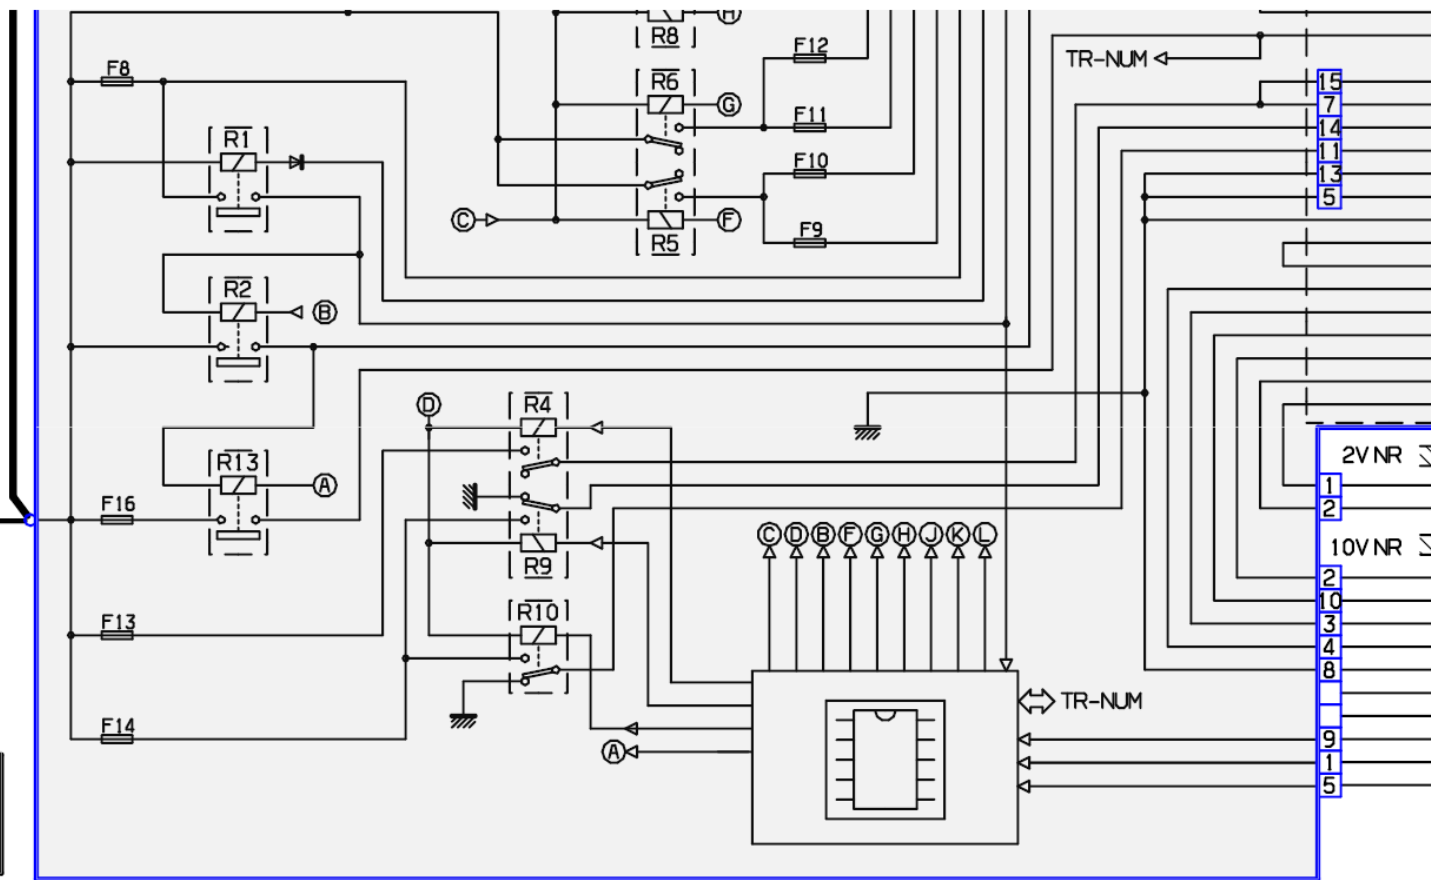 H
R8
F12
TR-NUM
F8
R6
15
G
7
F11
14
R1
11
F10
13
5
C
F
F9
R5
R2
B
D
R4
2V NR
R13
A
1
F16
2
C D B F G H J K L
10V NR
R9
2
R10
10
F13
3
4
8
TR-NUM
F14
9
A
1
5